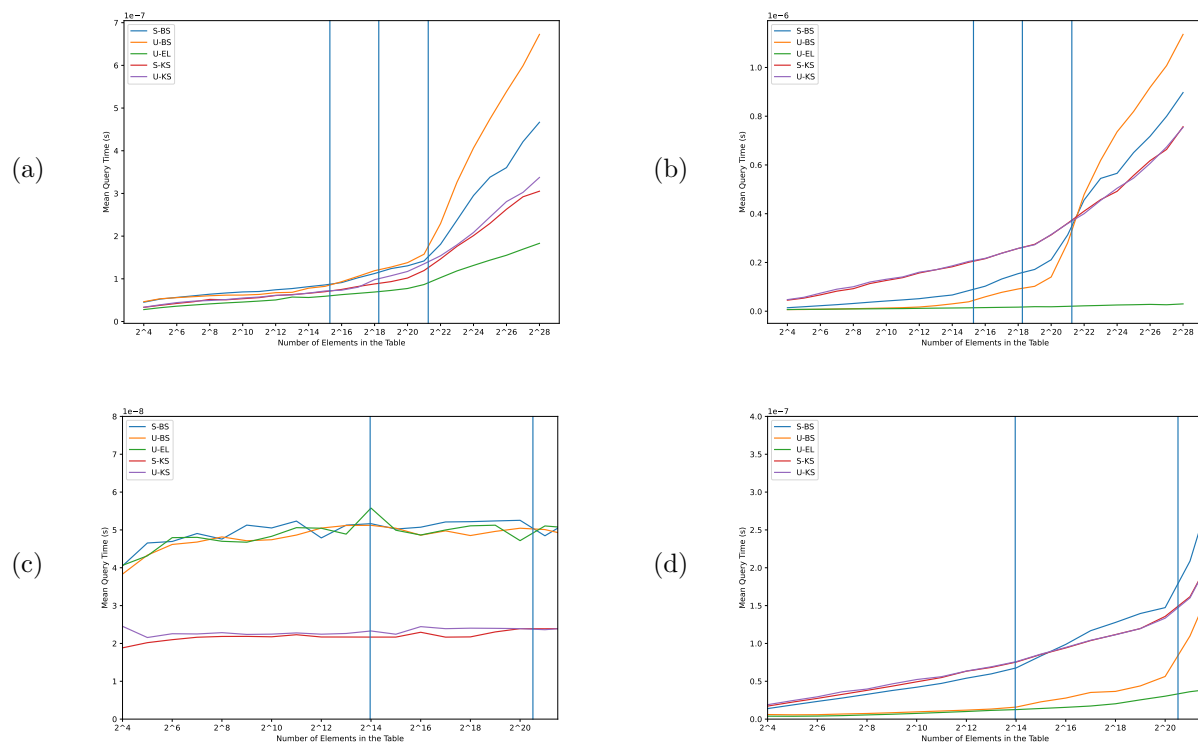 (a)
1e−7
7
6
5
4
3
2
1
0
S-BS
U-BS
U-EL
S-KS
U-KS
Mean Query Time (s)
2^4 2^6 2^8 2^10 2^12 2^14 2^16 2^18 2^20 2^22 2^24 2^26 2^28
Number of Elements in the Table
(b)
1e−6
1.0
0.8
0.6
0.4
0.2
0.0
S-BS
U-BS
U-EL
S-KS
U-KS
Mean Query Time (s)
2^4 2^6 2^8 2^10 2^12 2^14 2^16 2^18 2^20 2^22 2^24 2^26 2^28
Number of Elements in the Table
(c)
1e−8
8
7
6
5
4
3
2
1
0
S-BS
U-BS
U-EL
S-KS
U-KS
Mean Query Time (s)
2^4 2^6 2^8 2^10 2^12 2^14 2^16 2^18 2^20
Number of Elements in the Table
(d)
1e−7
4.0
3.5
3.0
2.5
2.0
1.5
1.0
0.5
0.0
S-BS
U-BS
U-EL
S-KS
U-KS
Mean Query Time (s)
2^4 2^6 2^8 2^10 2^12 2^14 2^16 2^18 2^20
Number of Elements in the Table